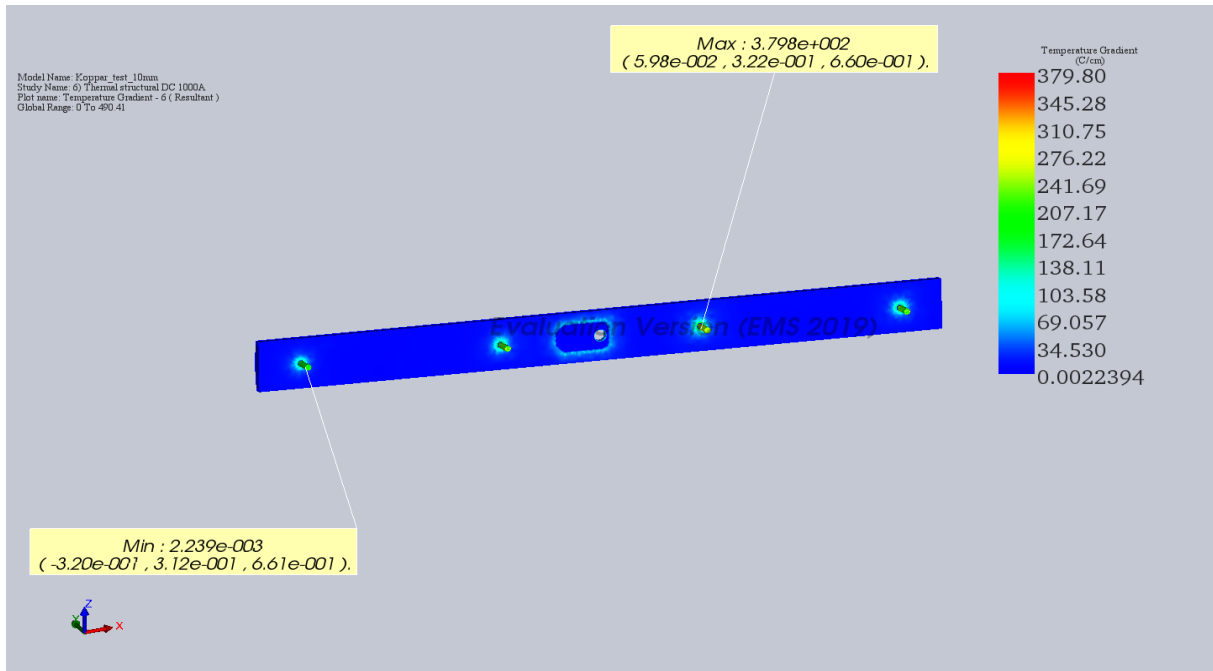 Max : 3.798e+002
( 5.98e-002 , 3.22e-001 , 6.60e-001 ).
Model Name: Koppar_test_10mm
Study Name: 6) Thermal structural DC 1000A
Plot name: Temperature Gradient - 6 ( Resultant )
Global Range: 0 To 490.41
Temperature Gradient
(C/cm)
379.80
345.28
310.75
276.22
241.69
207.17
172.64
138.11
103.58
69.057
34.530
0.0022394
Evaluation Version (EMS 2019)
Min : 2.239e-003
( -3.20e-001 , 3.12e-001 , 6.61e-001 ).
Z
Y
X